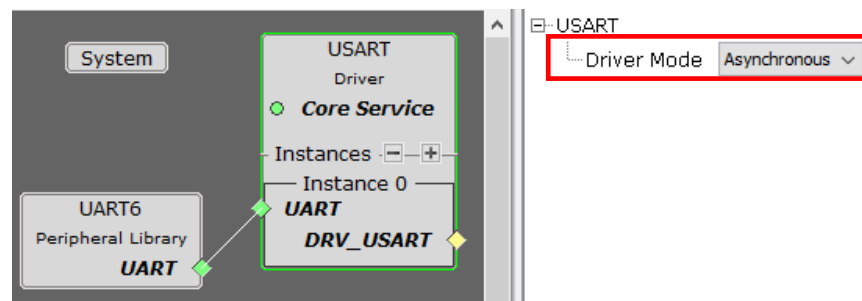 System
USART
Driver
Core Service
Instances
Instance 0
UART
DRV_USART
UART6
Peripheral Library
UART
USART
Driver Mode Asynchronous